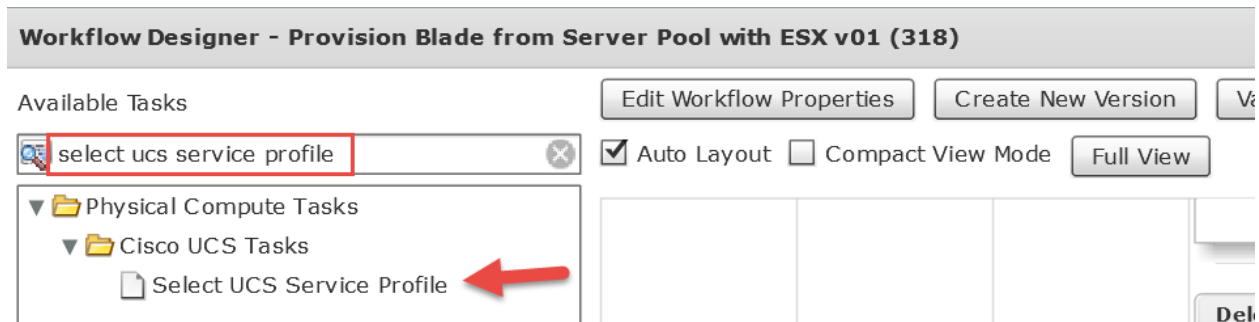 Workflow Designer - Provision Blade from Server Pool with ESX v01 (318)
Available Tasks
Edit Workflow Properties
Create New Version
select ucs service profile
Auto Layout
Compact View Mode
Full View
Physical Compute Tasks
Cisco UCS Tasks
Select UCS Service Profile